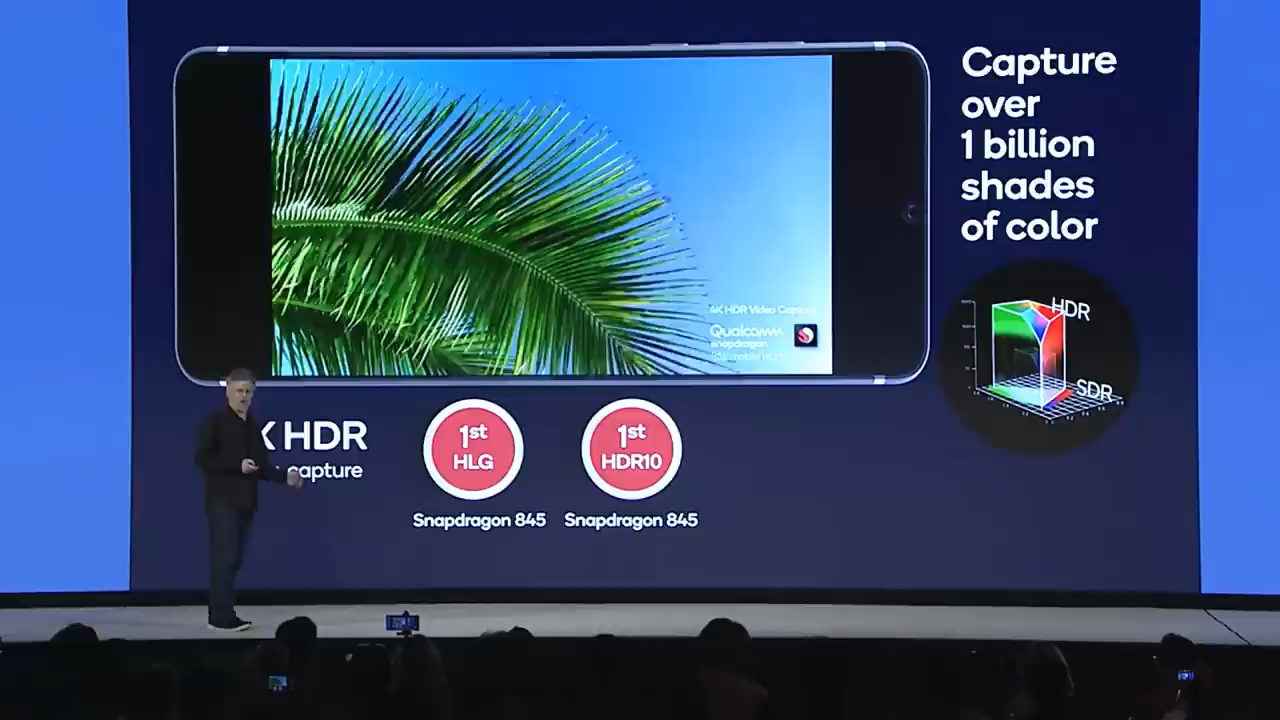 Capture
over
1 billion
shades
of color
4K HDR Video Capture
Qualcomm
snapdragon
HDR
SDR
K HDR
capture
1st
HLG
1st
HDR10
Snapdragon 845
Snapdragon 845